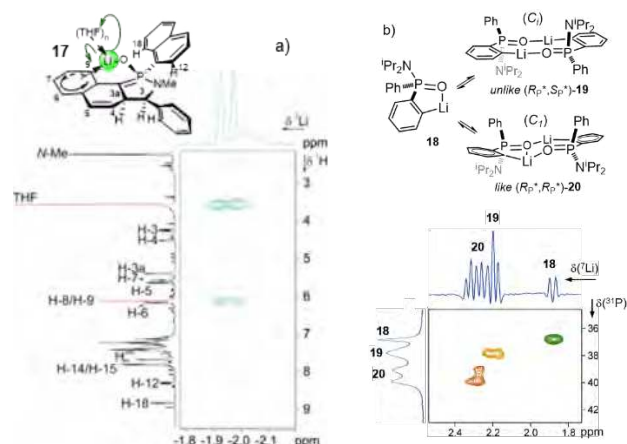 17
(THF)n
Li
O
P
18
12
9
NMe
7
3a
3
6
5
4
H
H
a)
δ 7Li
ppm
δ 1H
N-Me
THF
H-3
H-4
H-3a
H-7
H-5
H-8/H-9
H-6
H-14/H-15
H-12
H-18
3
4
5
6
7
8
9
-1.8 -1.9 -2.0 -2.1 ppm
b)
iPr2N
Ph
P
O
Li
18
Ph
(Ci)
NiPr2
P=O
Li
Li
O=P
NiPr2
Ph
unlike (RP*,SP*)-19
(C1)
Ph
Ph
P=O
Li
O=P
Li
iPr2N
NiPr2
like (RP*,RP*)-20
19
20
18
δ(7Li)
δ(31P)
18
19
20
36
38
40
42
2.4 2.2 2.0 1.8 ppm
ppm